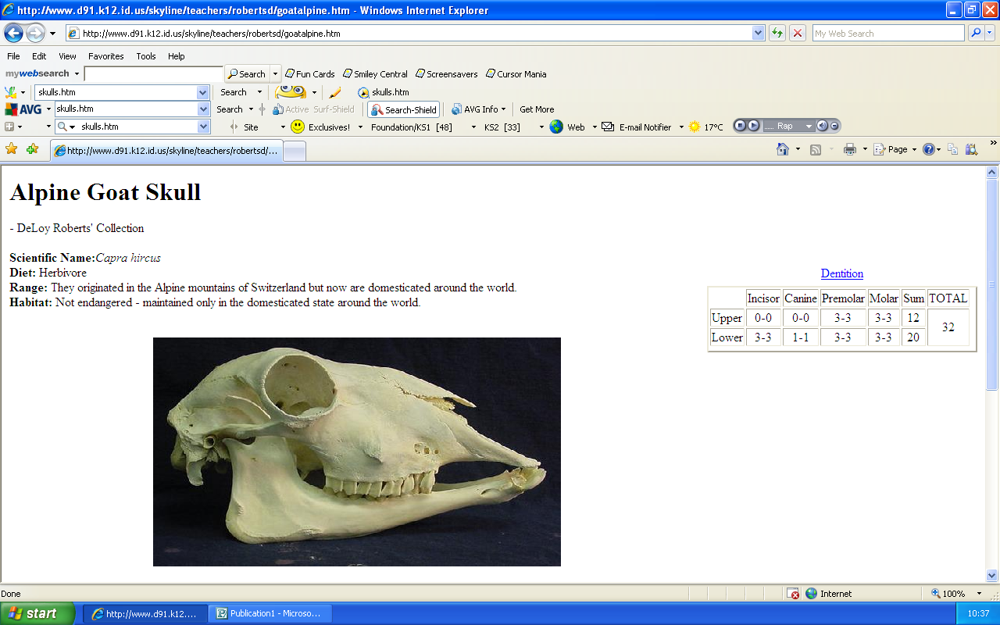 http://www.d91.k12.id.us/skyline/teachers/robertsd/goatalpine.htm - Windows Internet Explorer
http://www.d91.k12.id.us/skyline/teachers/robertsd/goatalpine.htm My Web Search
File Edit View Favorites Tools Help
mywebsearch Search Fun Cards Smiley Central Screensavers Cursor Mania
skulls.htm Search skulls.htm
AVG skulls.htm Search Active Surf-Shield Search-Shield AVG Info Get More
skulls.htm Site Exclusives! Foundation/KS1 [48] KS2 [33] Web E-mail Notifier 17°C ..... Rap
http://www.d91.k12.id.us/skyline/teachers/robertsd/... Page
Alpine Goat Skull
- DeLoy Roberts' Collection
Scientific Name:Capra hircus
Diet: Herbivore
Range: They originated in the Alpine mountains of Switzerland but now are domesticated around the world.
Habitat: Not endangered - maintained only in the domesticated state around the world.
Dentition
Incisor Canine Premolar Molar Sum TOTAL
Upper 0-0 0-0 3-3 3-3 12 32
Lower 3-3 1-1 3-3 3-3 20
Done Internet 100%
start http://www.d91.k12.... Publication1 - Microso... 10:37